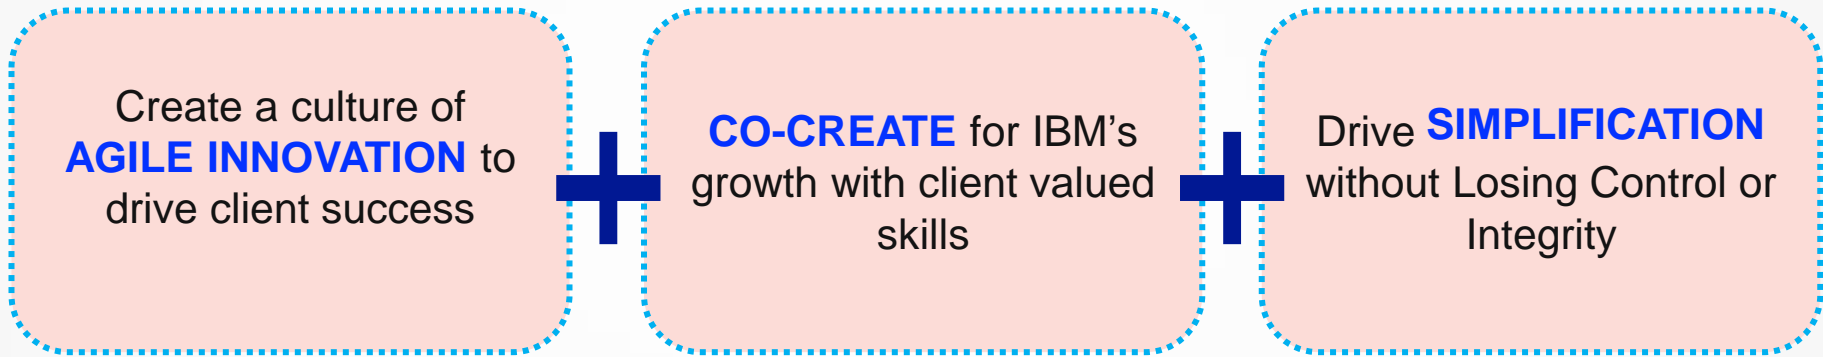 Create a culture of
AGILE INNOVATION to
drive client success
CO-CREATE for IBM’s
growth with client valued
skills
Drive SIMPLIFICATION
without Losing Control or
Integrity